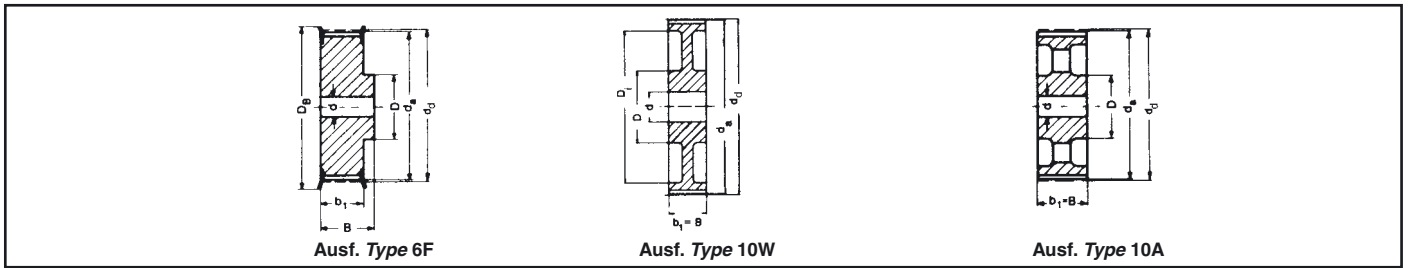 D_B
d
d_a
D
d_d
b_1
B
Ausf. Type 6F
D_i
D
d
d_a
d_d
b_1 = B
Ausf. Type 10W
d
D
d_a
d_d
b_1=B
Ausf. Type 10A